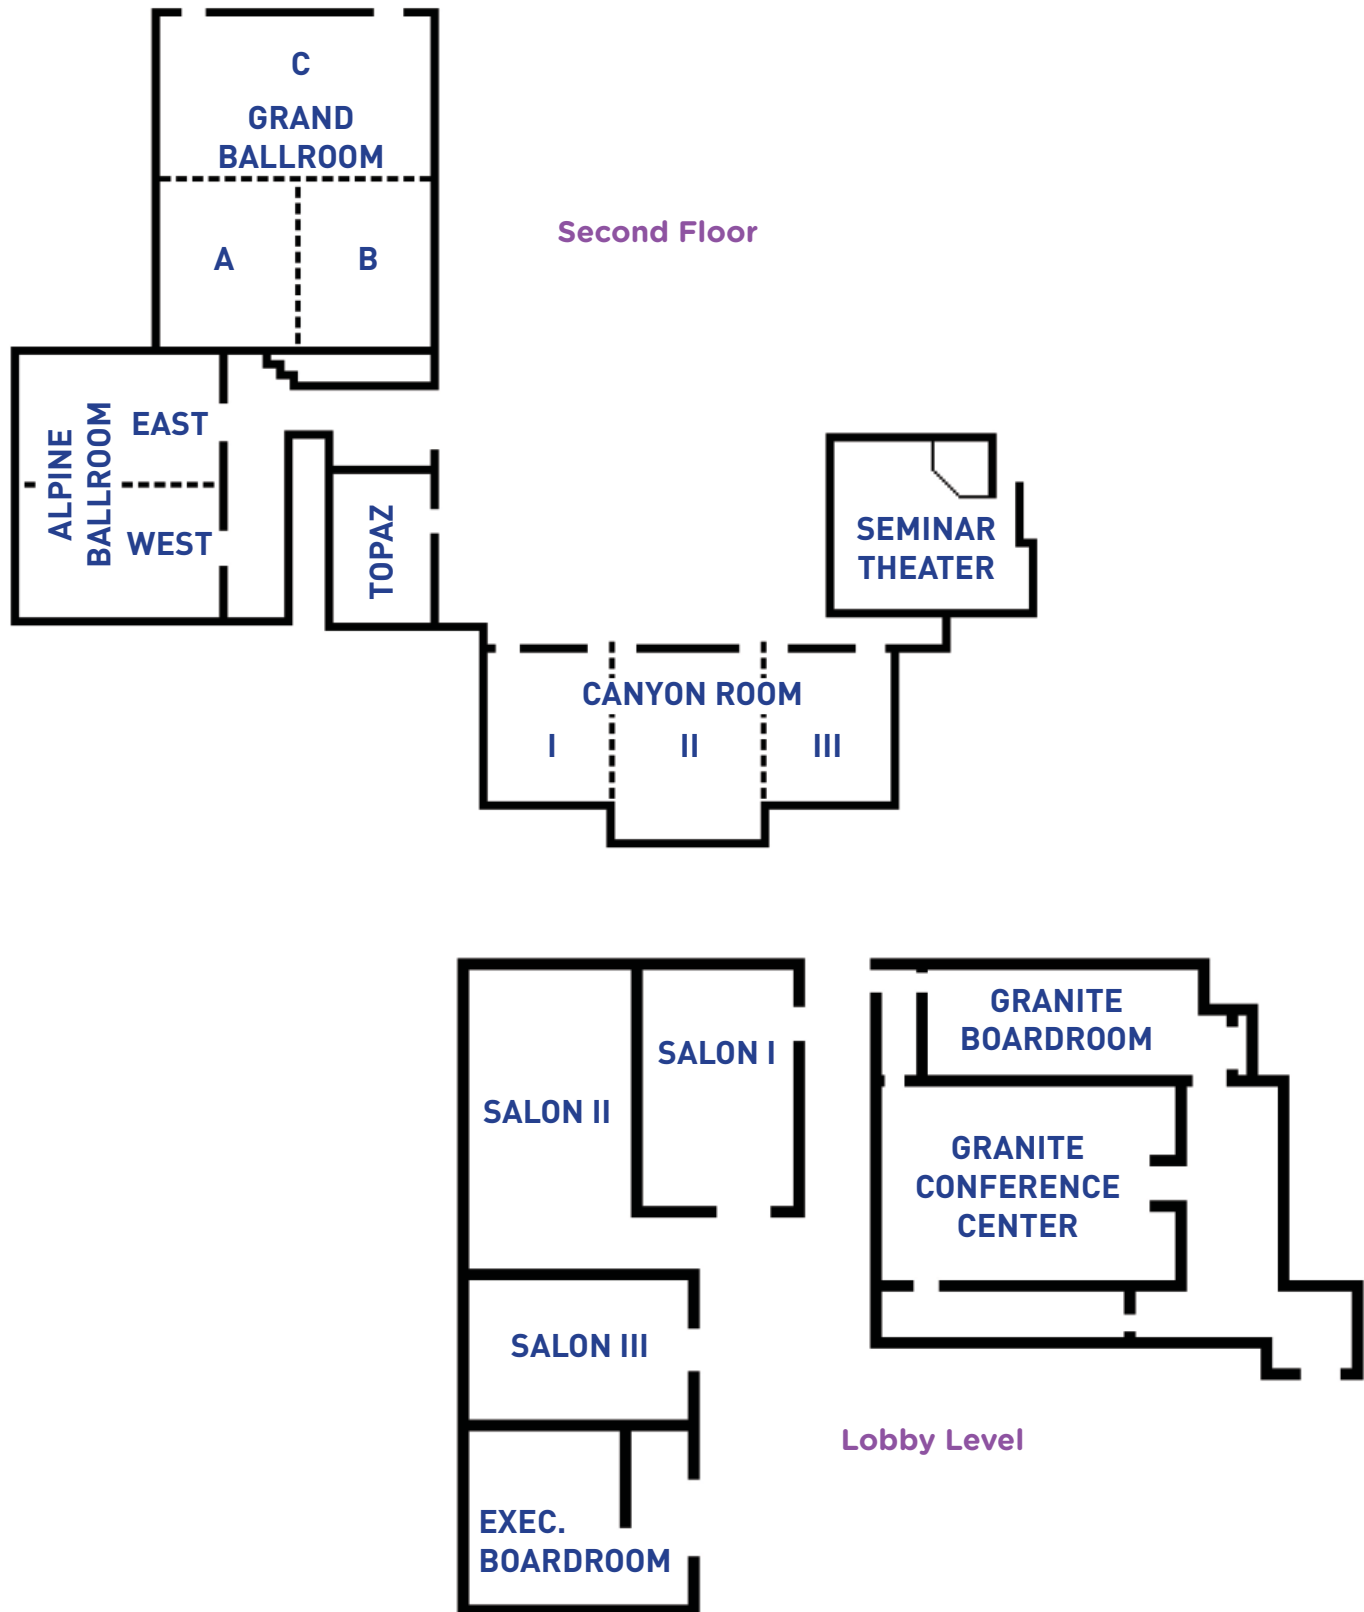 C
GRAND
BALLROOM
Second Floor
A
B
ALPINE
BALLROOM
EAST
WEST
TOPAZ
SEMINAR
THEATER
CANYON ROOM
I
II
III
GRANITE
BOARDROOM
SALON I
SALON II
GRANITE
CONFERENCE
CENTER
SALON III
Lobby Level
EXEC.
BOARDROOM